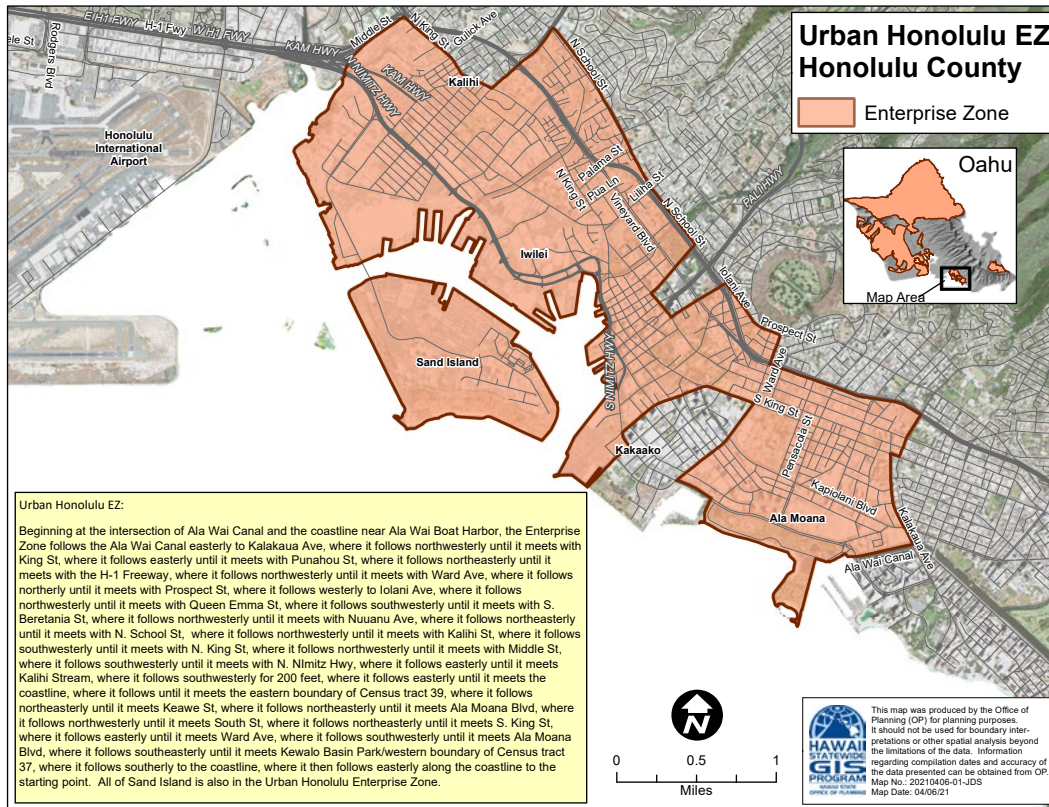 Urban Honolulu EZ
Honolulu County
Enterprise Zone
Oahu
Map Area
E H1 FWY
H-1 Fwy
W H1 FWY
ele St
Rodgers Blvd
KAM HWY
Middle St
N King St
Gulick Ave
N School St
Kalihi
KAM HWY
N NIMITZ HWY
Honolulu
International
Airport
Palama St
Pua Ln
Liliha St
N King St
Vineyard Blvd
N School St
PALI HWY
Iwilei
Iolani Ave
Prospect St
Sand Island
S NIMITZ HWY
Ward Ave
S King St
Kakaako
Pensacola St
Kapiolani Blvd
Ala Moana
Kalakaua Ave
Ala Wai Canal
Urban Honolulu EZ:
Beginning at the intersection of Ala Wai Canal and the coastline near Ala Wai Boat Harbor, the Enterprise
Zone follows the Ala Wai Canal easterly to Kalakaua Ave, where it follows northwesterly until it meets with
King St, where it follows easterly until it meets with Punahou St, where it follows northeasterly until it
meets with the H-1 Freeway, where it follows northwesterly until it meets with Ward Ave, where it follows
northerly until it meets with Prospect St, where it follows westerly to Iolani Ave, where it follows
northwesterly until it meets with Queen Emma St, where it follows southwesterly until it meets with S.
Beretania St, where it follows northwesterly until it meets with Nuuanu Ave, where it follows northeasterly
until it meets with N. School St,  where it follows northwesterly until it meets with Kalihi St, where it follows
southwesterly until it meets with N. King St, where it follows northwesterly until it meets with Middle St,
where it follows southwesterly until it meets with N. NImitz Hwy, where it follows easterly until it meets
Kalihi Stream, where it follows southwesterly for 200 feet, where it follows easterly until it meets the
coastline, where it follows until it meets the eastern boundary of Census tract 39, where it follows
northeasterly until it meets Keawe St, where it follows northeasterly until it meets Ala Moana Blvd, where
it follows northwesterly until it meets South St, where it follows northeasterly until it meets S. King St,
where it follows easterly until it meets Ward Ave, where it follows southwesterly until it meets Ala Moana
Blvd, where it follows southeasterly until it meets Kewalo Basin Park/western boundary of Census tract
37, where it follows southerly to the coastline, where it then follows easterly along the coastline to the
starting point.  All of Sand Island is also in the Urban Honolulu Enterprise Zone.
N
0 0.5 1
Miles
HAWAII
STATEWIDE
GIS
PROGRAM
STATE OF HAWAII
OFFICE OF PLANNING
This map was produced by the Office of
Planning (OP) for planning purposes.
It should not be used for boundary inter-
pretations or other spatial analysis beyond
the limitations of the data.  Information
regarding compilation dates and accuracy of
the data presented can be obtained from OP.
Map No.: 20210406-01-JDS
Map Date: 04/06/21